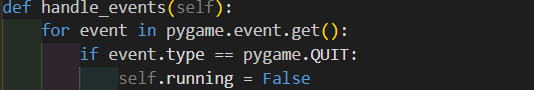 def handle_events(self):
    for event in pygame.event.get():
        if event.type == pygame.QUIT:
            self.running = False